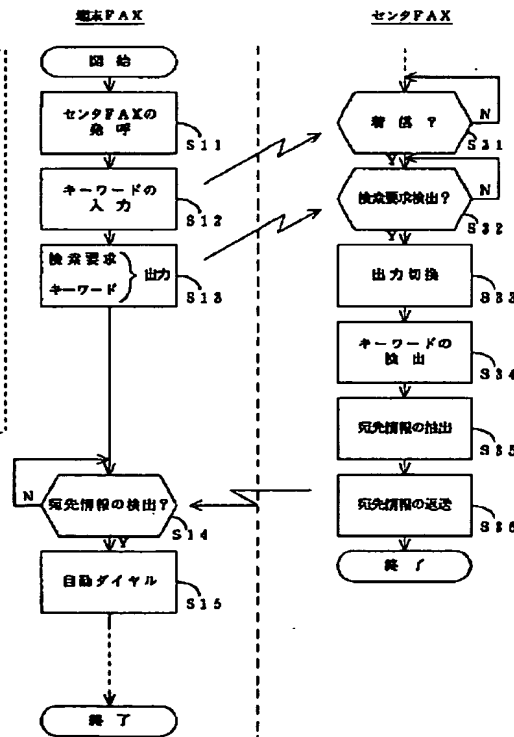 端末FAX
開始
センタFAXの
発呼
S11
キーワードの
入力
S12
検索要求
キーワード
出力
S13
N
宛先情報の検出?
S14
Y
自動ダイヤル
S15
終了
センタFAX
着信?
N
S31
Y
検索要求検出?
N
S32
Y
出力切換
S33
キーワードの
検出
S34
宛先情報の抽出
S35
宛先情報の返送
S36
終了